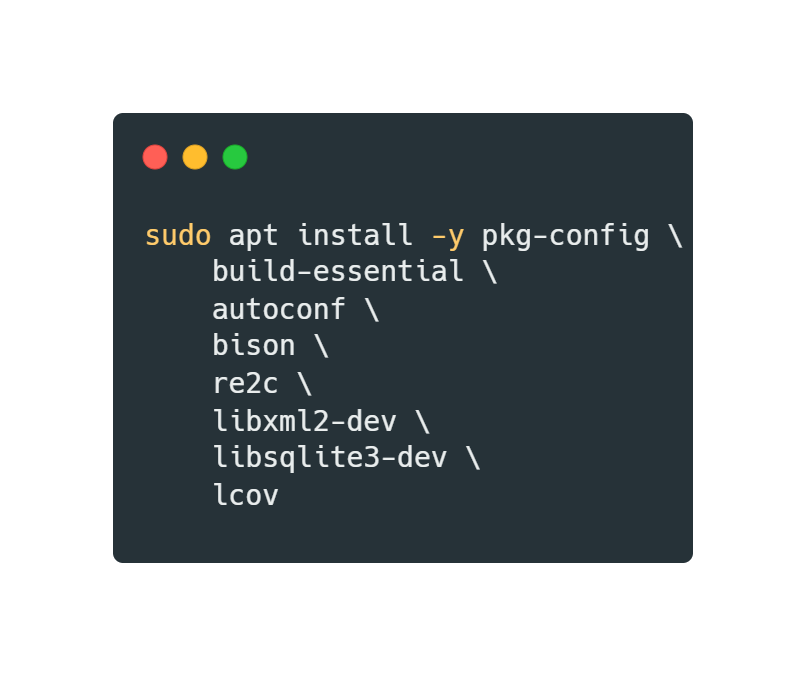 sudo apt install -y pkg-config \
    build-essential \
    autoconf \
    bison \
    re2c \
    libxml2-dev \
    libsqlite3-dev \
    lcov